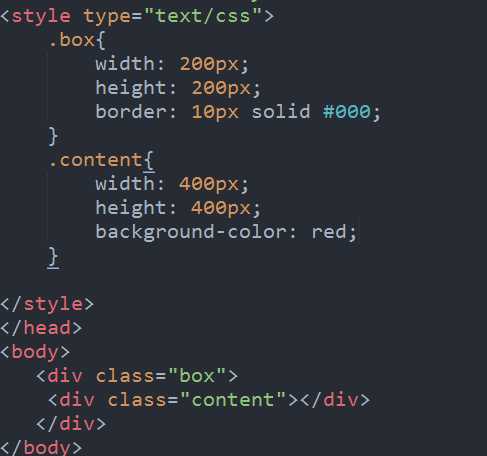 <style type="text/css">
    .box{
        width: 200px;
        height: 200px;
        border: 10px solid #000;
    }
    .content{
        width: 400px;
        height: 400px;
        background-color: red;
    }

</style>
</head>
<body>
   <div class="box">
    <div class="content"></div>
   </div>
</body>